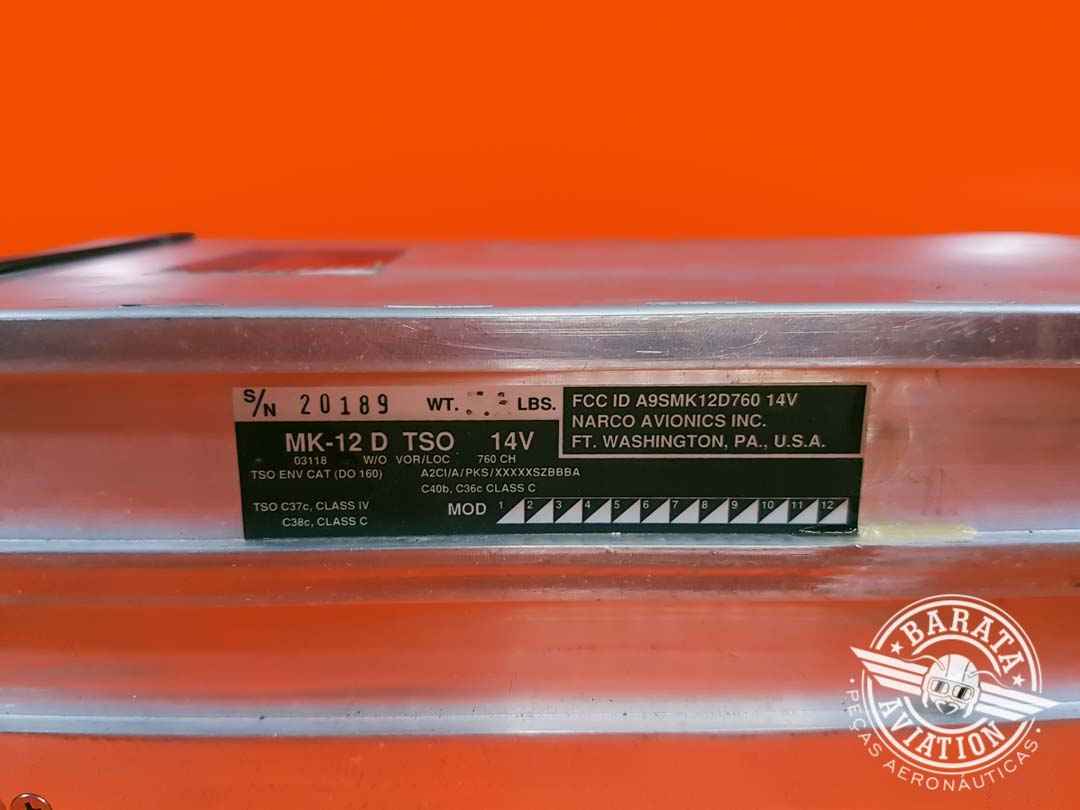 S/N 20189 WT. LBS.
FCC ID A9SMK12D760 14V
NARCO AVIONICS INC.
FT. WASHINGTON, PA., U.S.A.
MK-12 D TSO 14V
03118 W/O VOR/LOC 760 CH
TSO ENV CAT (DO 160) A2CI/A/PKS/XXXXXSZBBBA
C40b, C36c CLASS C
TSO C37c, CLASS IV
C38c, CLASS C
MOD 1 2 3 4 5 6 7 8 9 10 11 12
BARATA
AVIATION
PEÇAS AERONÁUTICAS